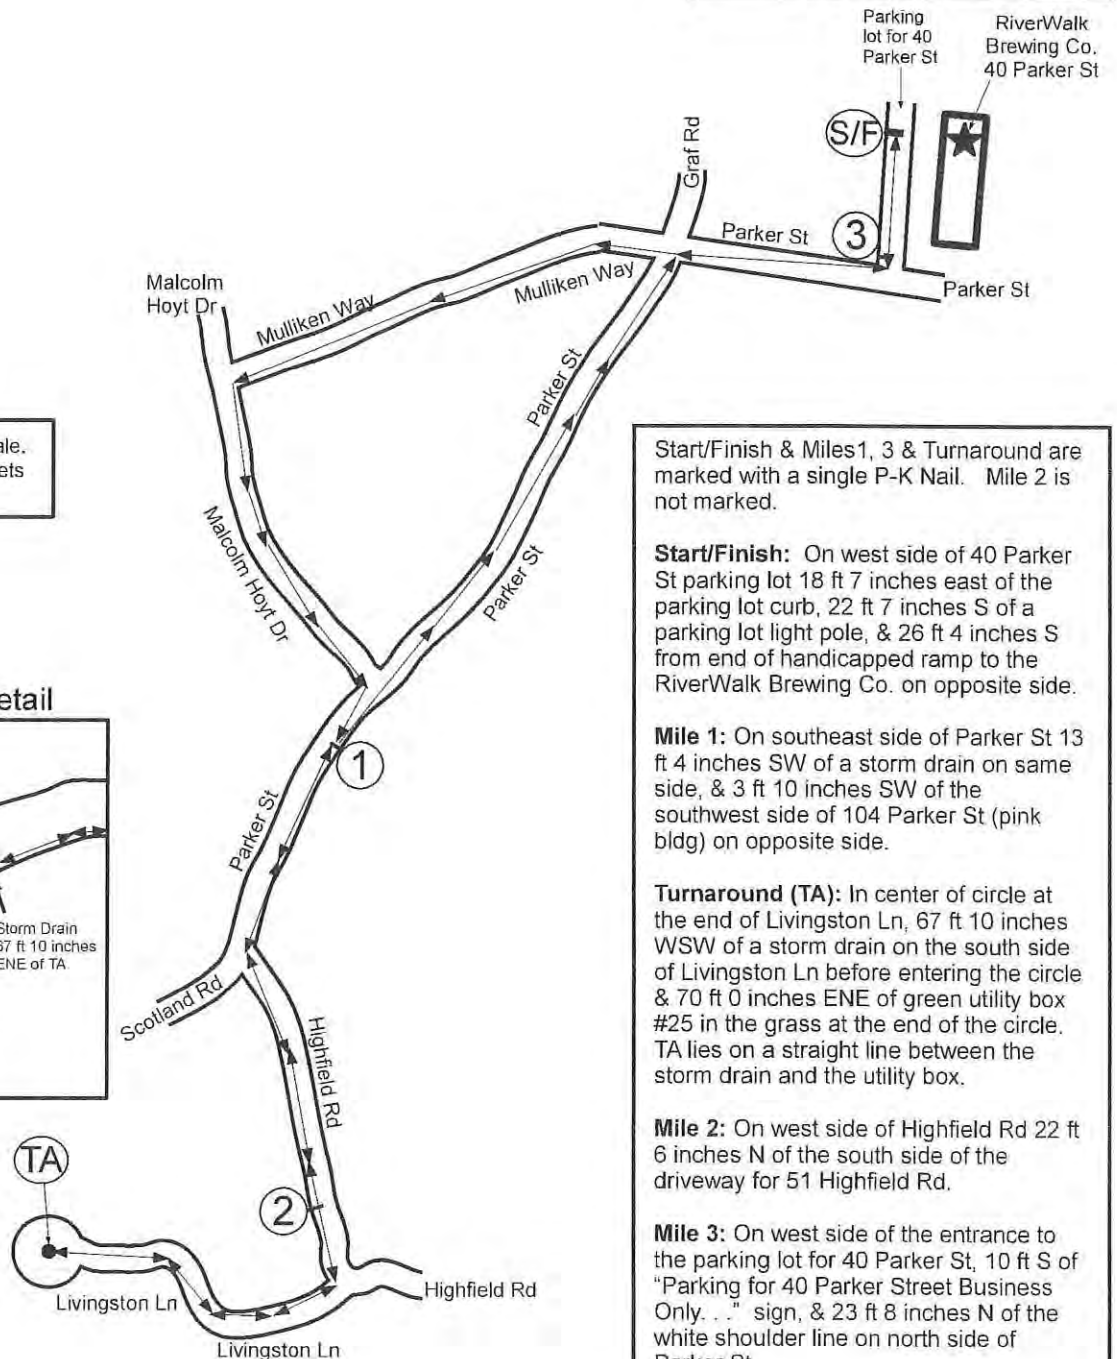 Parking
lot for 40
Parker St
RiverWalk
Brewing Co.
40 Parker St
S/F
Graf Rd
3
Parker St
Parker St
Malcolm
Hoyt Dr
Mulliken Way
Mulliken Way
Parker St
Malcolm Hoyt Dr
Parker St
1
Parker St
Scotland Rd
Highfield Rd
TA
2
Livingston Ln
Highfield Rd
Livingston Ln
Storm Drain
67 ft 10 inches
ENE of TA
Start/Finish & Miles1, 3 & Turnaround are
marked with a single P-K Nail. Mile 2 is
not marked.
Start/Finish: On west side of 40 Parker
St parking lot 18 ft 7 inches east of the
parking lot curb, 22 ft 7 inches S of a
parking lot light pole, & 26 ft 4 inches S
from end of handicapped ramp to the
RiverWalk Brewing Co. on opposite side.
Mile 1: On southeast side of Parker St 13
ft 4 inches SW of a storm drain on same
side, & 3 ft 10 inches SW of the
southwest side of 104 Parker St (pink
bldg) on opposite side.
Turnaround (TA): In center of circle at
the end of Livingston Ln, 67 ft 10 inches
WSW of a storm drain on the south side
of Livingston Ln before entering the circle
& 70 ft 0 inches ENE of green utility box
#25 in the grass at the end of the circle.
TA lies on a straight line between the
storm drain and the utility box.
Mile 2: On west side of Highfield Rd 22 ft
6 inches N of the south side of the
driveway for 51 Highfield Rd.
Mile 3: On west side of the entrance to
the parking lot for 40 Parker St, 10 ft S of
"Parking for 40 Parker Street Business
Only. . ." sign, & 23 ft 8 inches N of the
white shoulder line on north side of
Parker St